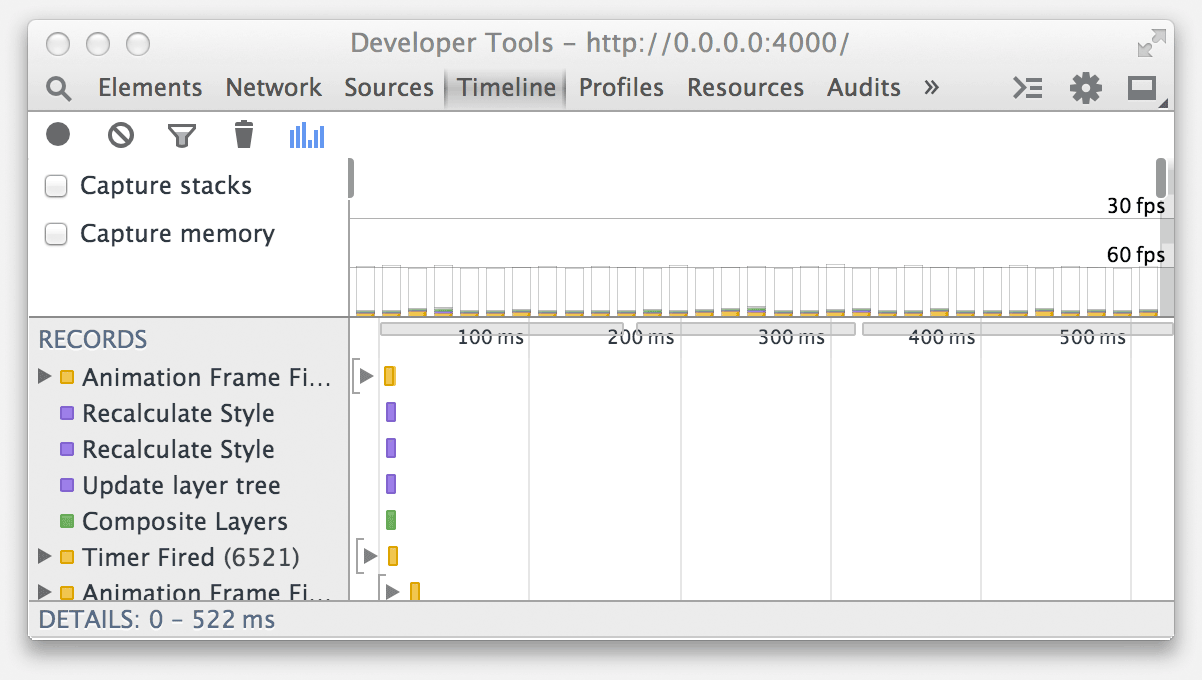 Developer Tools – http://0.0.0.0:4000/
Elements Network Sources Timeline Profiles Resources Audits »
Capture stacks
Capture memory
30 fps
60 fps
RECORDS
100 ms 200 ms 300 ms 400 ms 500 ms
Animation Frame Fi...
Recalculate Style
Recalculate Style
Update layer tree
Composite Layers
Timer Fired (6521)
Animation Frame Fi...
DETAILS: 0 – 522 ms